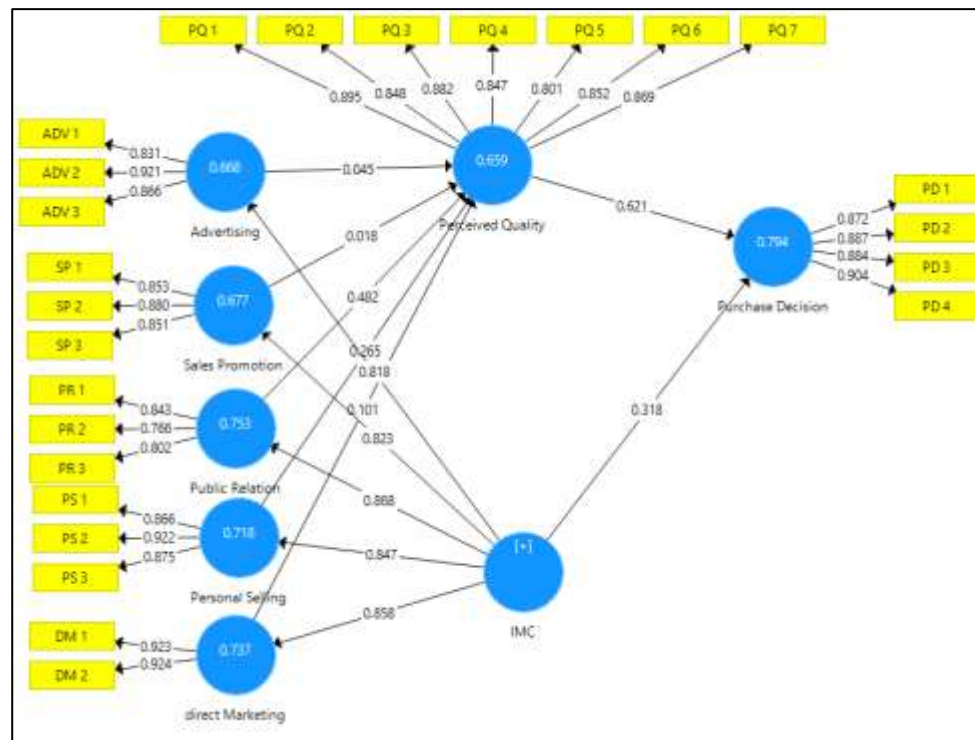 PQ 1 PQ 2 PQ 3 PQ 4 PQ 5 PQ 6 PQ 7
0.895 0.848 0.882 0.847 0.801 0.852 0.869
ADV 1
ADV 2
ADV 3
0.831
0.921
0.866
0.668
Advertising
0.045
0.659
Perceived Quality
0.621
PD 1
PD 2
PD 3
PD 4
0.872
0.887
0.884
0.904
0.794
Purchase Decision
SP 1
SP 2
SP 3
0.853
0.880
0.851
0.677
Sales Promotion
0.018
0.482
0.265
0.818
0.101
0.823
0.318
PR 1
PR 2
PR 3
0.843
0.766
0.802
0.753
Public Relation
0.868
PS 1
PS 2
PS 3
0.866
0.922
0.875
0.718
Personal Selling
0.847
[+]
IMC
0.858
DM 1
DM 2
0.923
0.924
0.737
direct Marketing